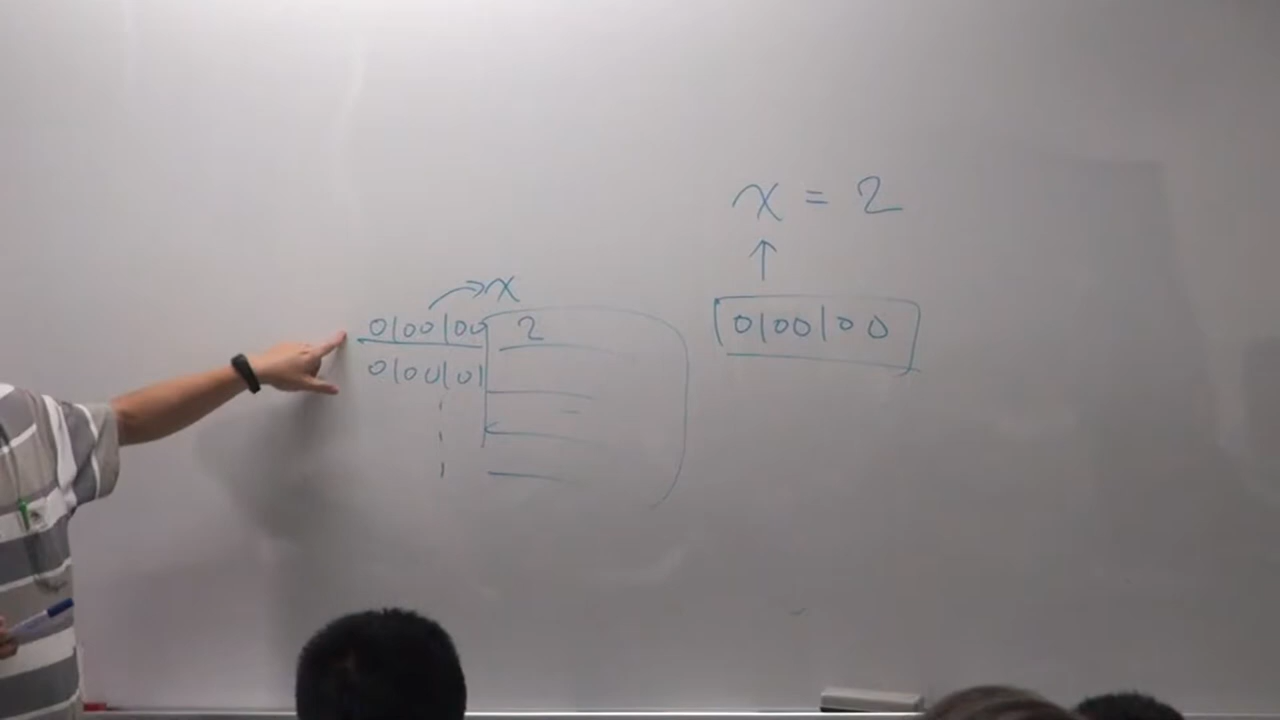 x = 2
↑
0100100
→x
0100100 2
0100101